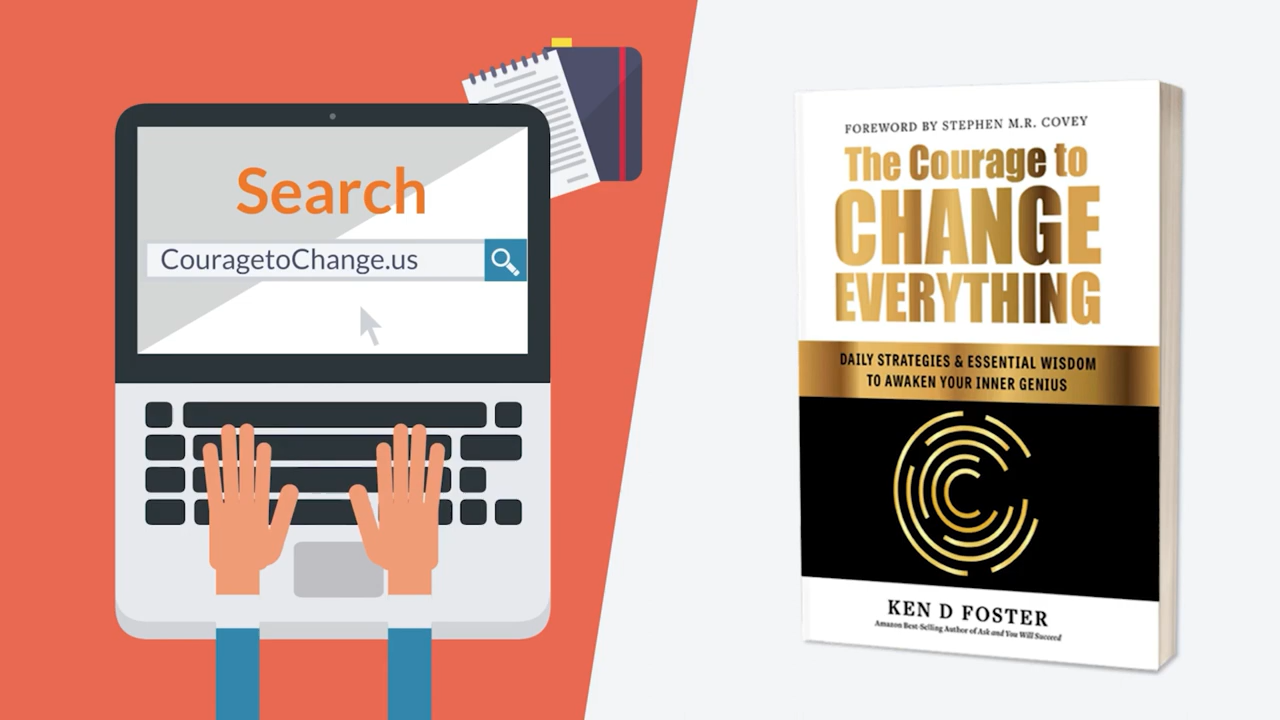 Search
CouragetoChange.us
FOREWORD BY STEPHEN M.R. COVEY
The Courage to
CHANGE
EVERYTHING
DAILY STRATEGIES & ESSENTIAL WISDOM
TO AWAKEN YOUR INNER GENIUS
KEN D FOSTER
Amazon Best-Selling Author of Ask and You Will Succeed